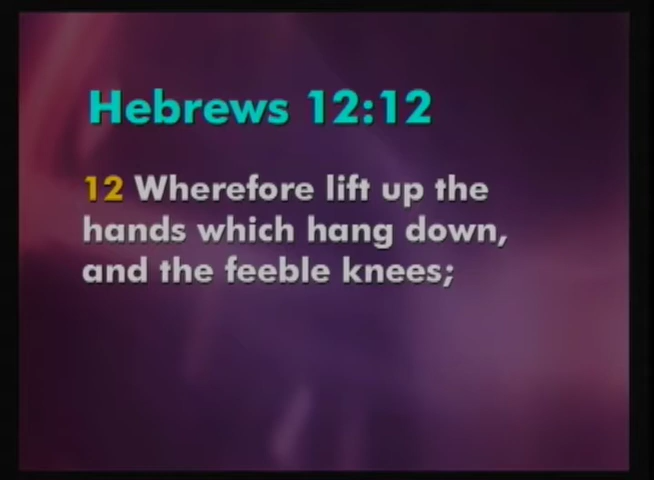 Hebrews 12:12
12 Wherefore lift up the
hands which hang down,
and the feeble knees;